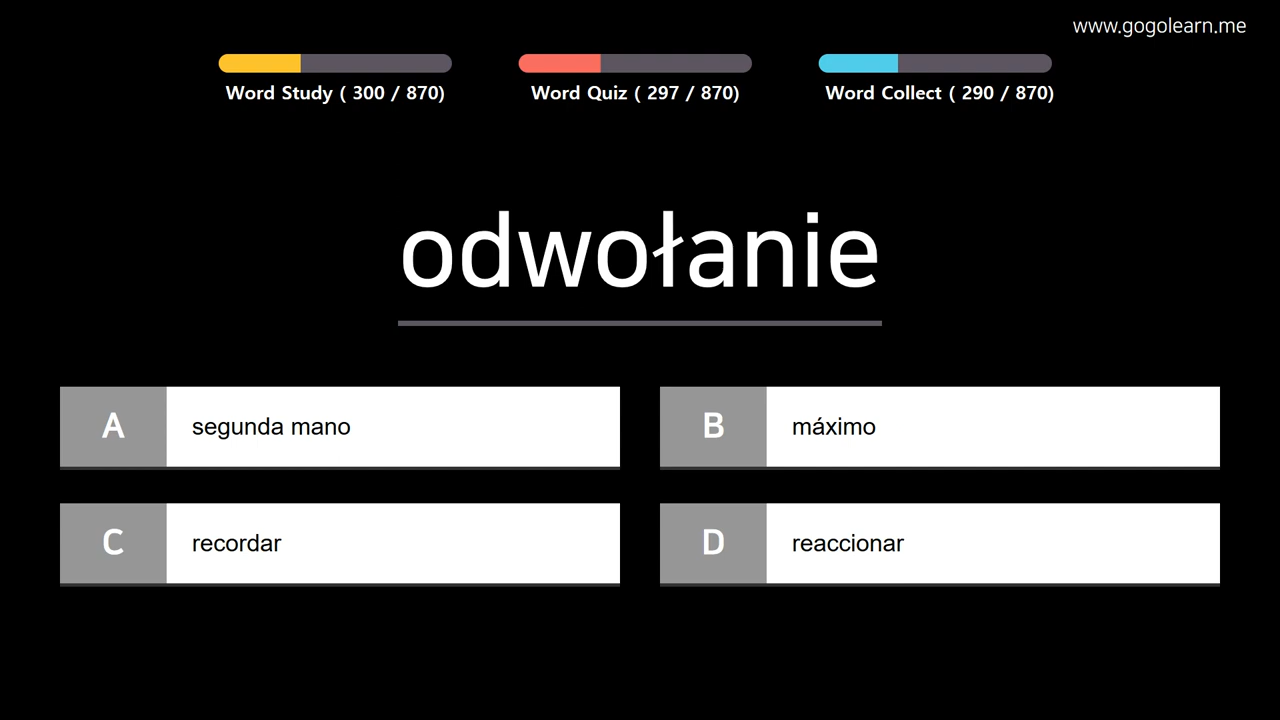 www.gogolearn.me
Word Study ( 300 / 870)
Word Quiz ( 297 / 870)
Word Collect ( 290 / 870)
odwołanie
A segunda mano
B máximo
C recordar
D reaccionar